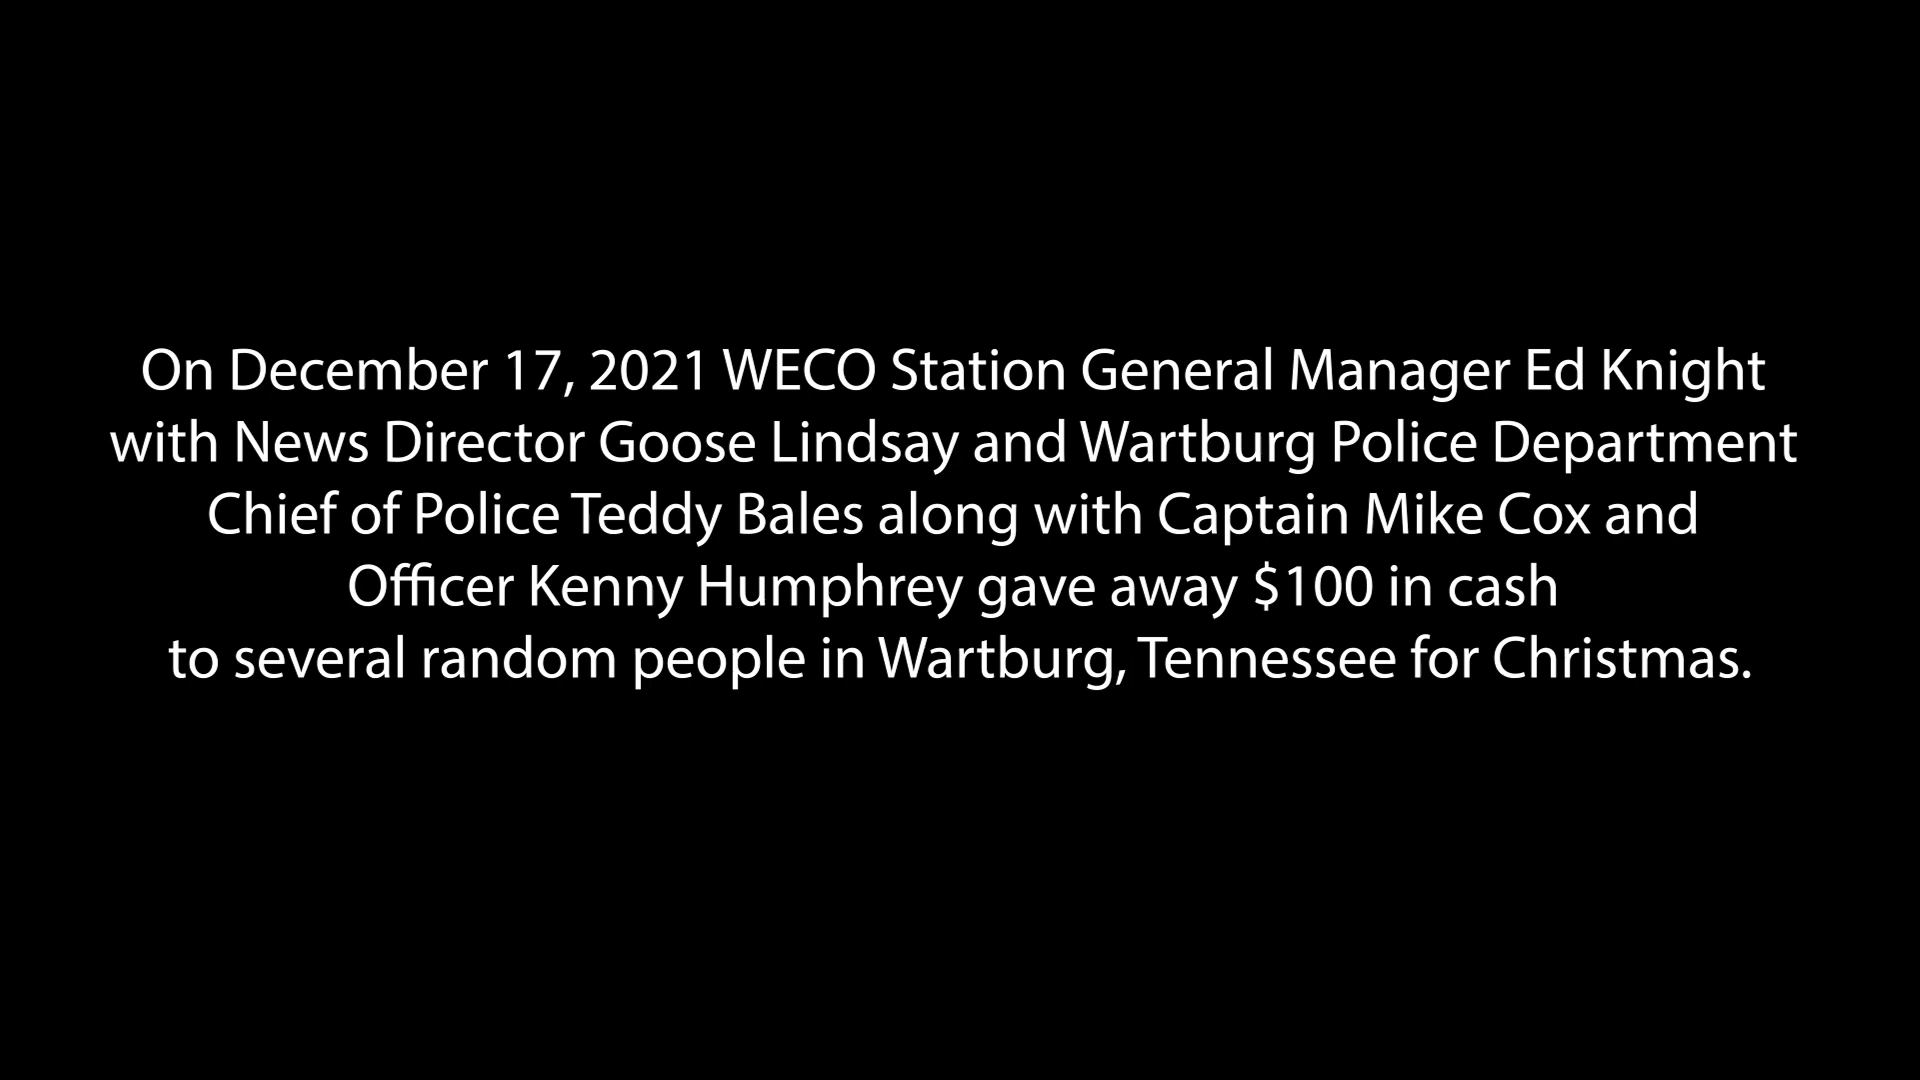 On December 17, 2021 WECO Station General Manager Ed Knight
with News Director Goose Lindsay and Wartburg Police Department
Chief of Police Teddy Bales along with Captain Mike Cox and
Officer Kenny Humphrey gave away $100 in cash
to several random people in Wartburg, Tennessee for Christmas.